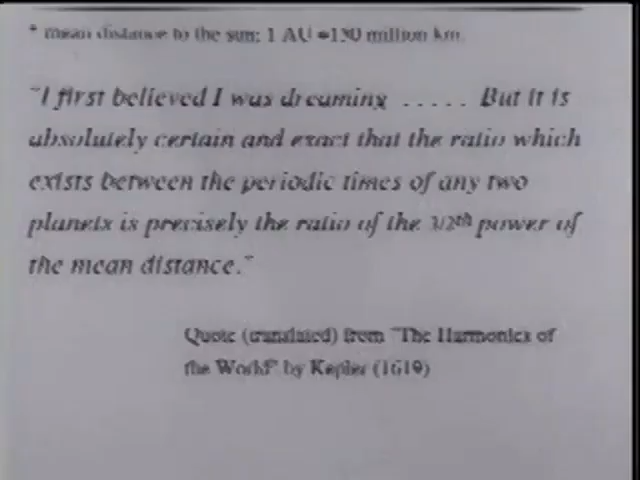 * mean distance to the sun: 1 AU ≈150 million km.
"I first believed I was dreaming ..... But it is
absolutely certain and exact that the ratio which
exists between the periodic times of any two
planets is precisely the ratio of the 3/2th power of
the mean distance."
Quote (translated) from "The Harmonics of
the World" by Kepler (1619)